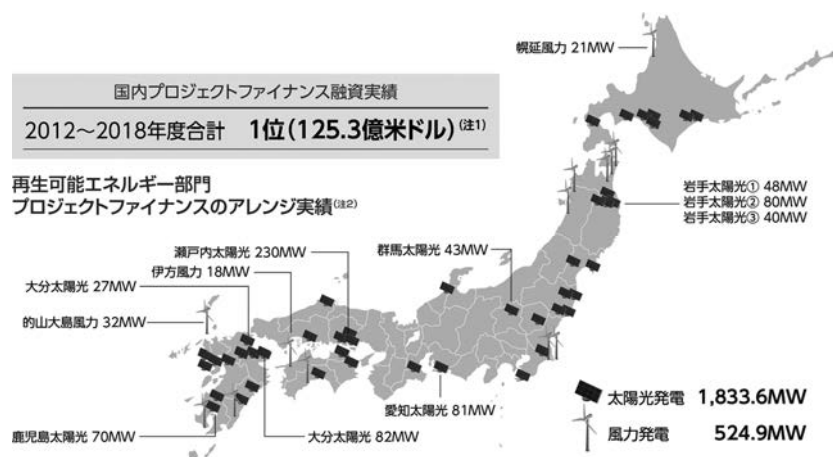 幌延風力 21MW
国内プロジェクトファイナンス融資実績
2012～2018年度合計 1位(125.3億米ドル)(注1)
再生可能エネルギー部門
プロジェクトファイナンスのアレンジ実績(注2)
岩手太陽光① 48MW
岩手太陽光② 80MW
岩手太陽光③ 40MW
瀬戸内太陽光 230MW
群馬太陽光 43MW
伊方風力 18MW
大分太陽光 27MW
的山大島風力 32MW
愛知太陽光 81MW
鹿児島太陽光 70MW
大分太陽光 82MW
太陽光発電 1,833.6MW
風力発電 524.9MW